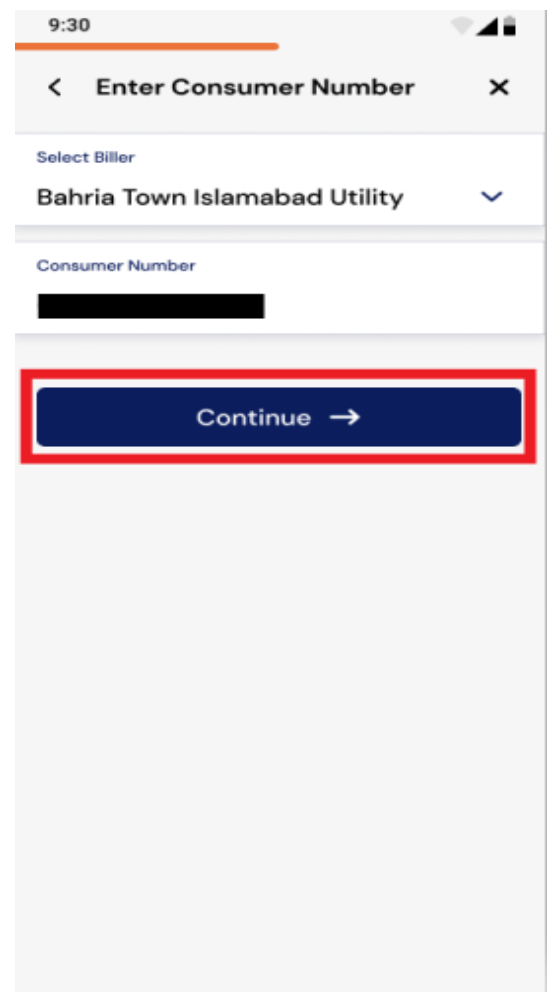 9:30
Enter Consumer Number
Select Biller
Bahria Town Islamabad Utility
Consumer Number
Continue →